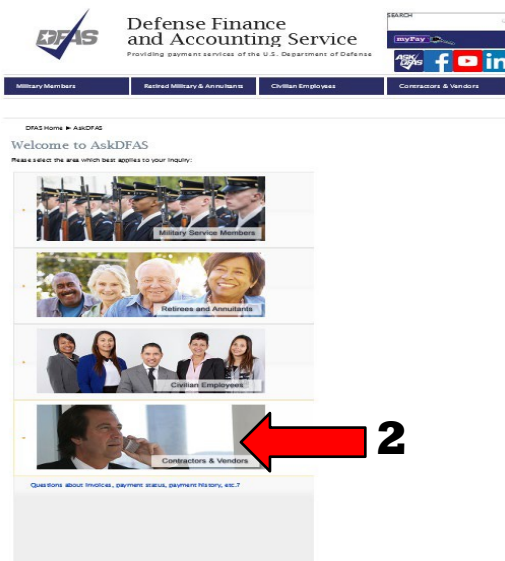 DFAS
Defense Finance
and Accounting Service
Providing payment services of the U.S. Department of Defense
SEARCH
myPay
ASK/
DFAS
f
in
Military Members
Retired Military & Annuitants
Civilian Employees
Contractors & Vendors
DFAS Home ► AskDFAS
Welcome to AskDFAS
Please select the area which best applies to your inquiry:
Military Service Members
Retirees and Annuitants
Civilian Employees
Contractors & Vendors
2
Questions about invoices, payment status, payment history, etc.?